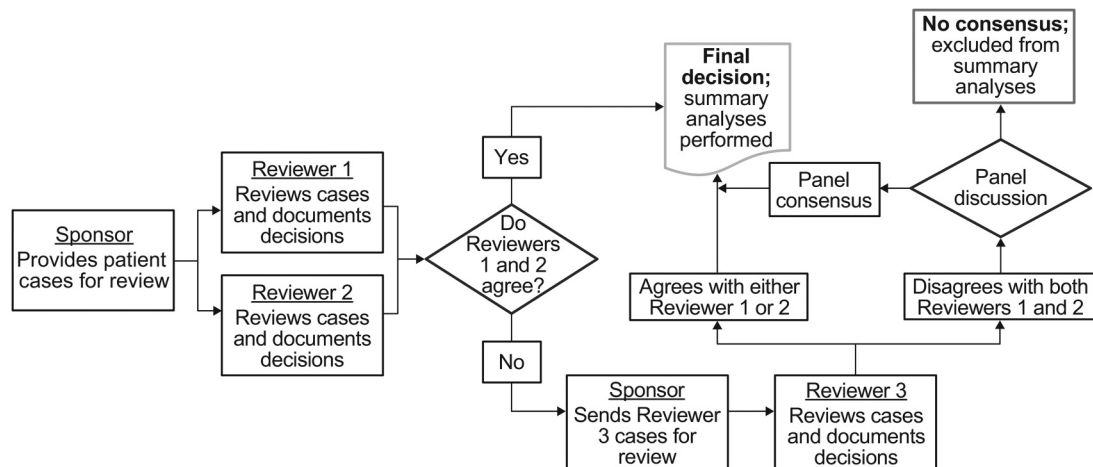 Sponsor
Provides patient
cases for review
Reviewer 1
Reviews cases
and documents
decisions
Reviewer 2
Reviews cases
and documents
decisions
Do
Reviewers
1 and 2
agree?
Yes
No
Final
decision;
summary
analyses
performed
No consensus;
excluded from
summary
analyses
Panel
consensus
Panel
discussion
Agrees with either
Reviewer 1 or 2
Disagrees with both
Reviewers 1 and 2
Sponsor
Sends Reviewer
3 cases for
review
Reviewer 3
Reviews cases
and documents
decisions